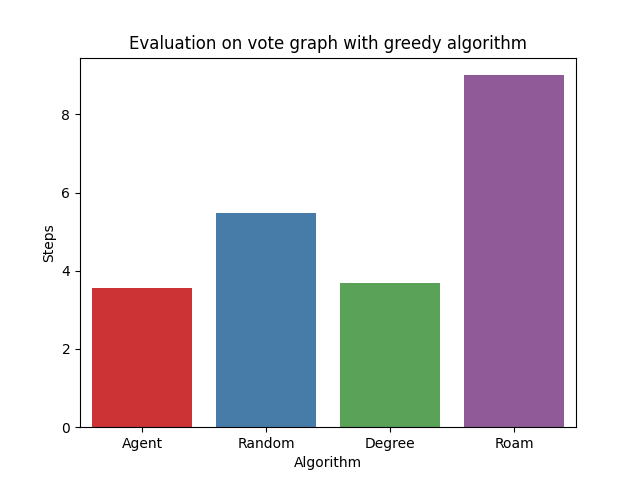 Evaluation on vote graph with greedy algorithm
8
6
4
2
0
Steps
Agent Random Degree Roam
Algorithm